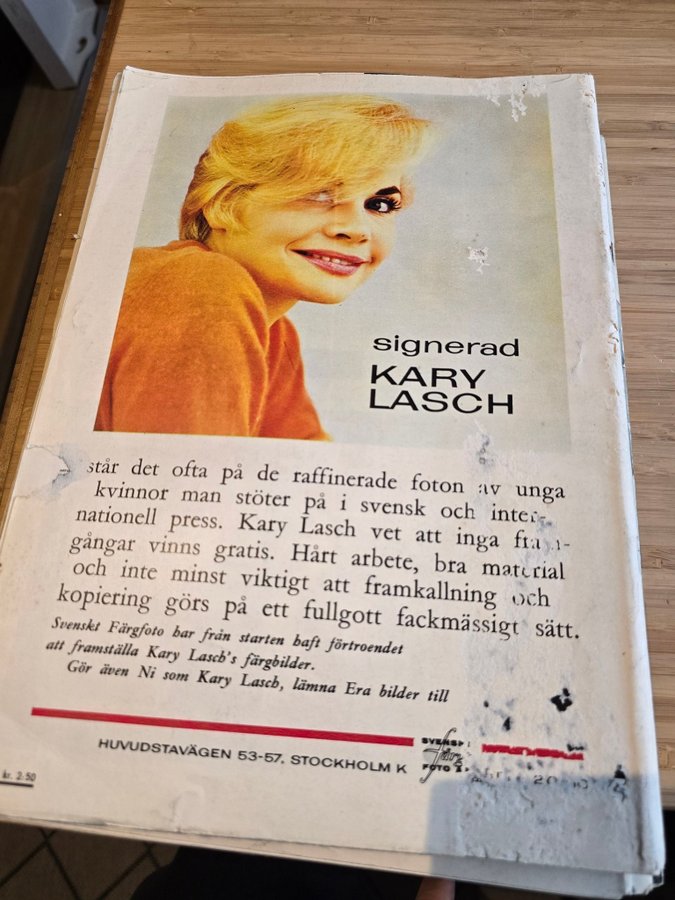 signerad
KARY
LASCH
står det ofta på de raffinerade foton av unga
kvinnor man stöter på i svensk och inter-
nationell press. Kary Lasch vet att inga
gångar vinns gratis. Hårt arbete, bra material
och inte minst viktigt att framkallning och
kopiering görs på ett fullgott fackmässigt sätt.
Svenskt Färgfoto har från starten haft förtroendet
att framställa Kary Lasch's färgbilder.
Gör även Ni som Kary Lasch, lämna Era bilder till
HUVUDSTAVÄGEN 53-57, STOCKHOLM K
färg
FOTO
kr. 2:50